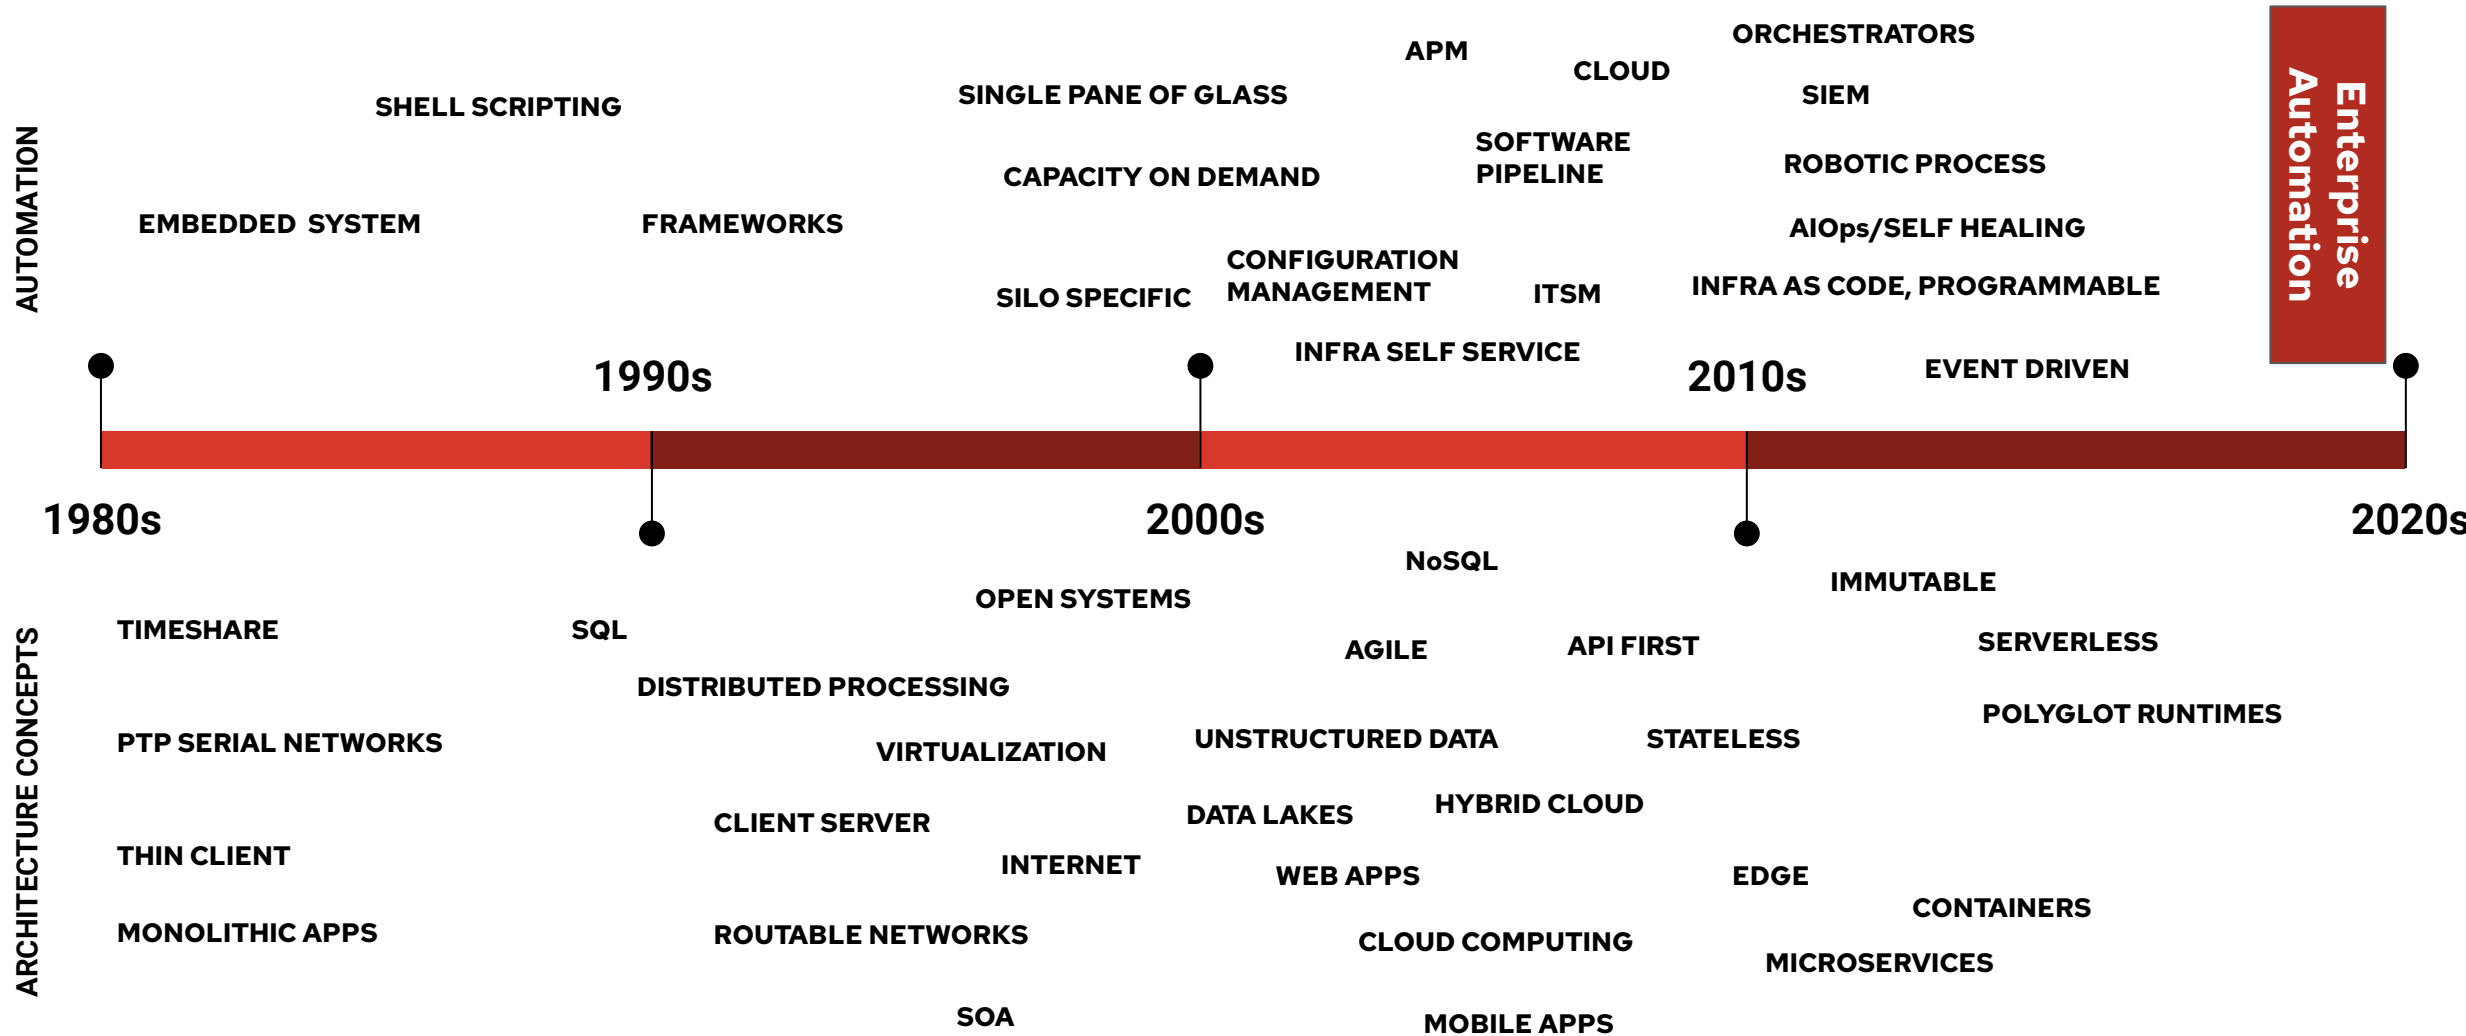 AUTOMATION
ORCHESTRATORS
APM
CLOUD
SINGLE PANE OF GLASS
SIEM
SHELL SCRIPTING
SOFTWARE
PIPELINE
ROBOTIC PROCESS
CAPACITY ON DEMAND
EMBEDDED SYSTEM
FRAMEWORKS
AIOps/SELF HEALING
CONFIGURATION
MANAGEMENT
SILO SPECIFIC
ITSM
INFRA AS CODE, PROGRAMMABLE
INFRA SELF SERVICE
EVENT DRIVEN
Enterprise
Automation
1990s
2010s
1980s
2000s
2020s
ARCHITECTURE CONCEPTS
NoSQL
IMMUTABLE
OPEN SYSTEMS
TIMESHARE
SQL
AGILE
API FIRST
SERVERLESS
DISTRIBUTED PROCESSING
POLYGLOT RUNTIMES
PTP SERIAL NETWORKS
VIRTUALIZATION
UNSTRUCTURED DATA
STATELESS
HYBRID CLOUD
DATA LAKES
CLIENT SERVER
THIN CLIENT
INTERNET
WEB APPS
EDGE
CONTAINERS
MONOLITHIC APPS
ROUTABLE NETWORKS
CLOUD COMPUTING
MICROSERVICES
SOA
MOBILE APPS